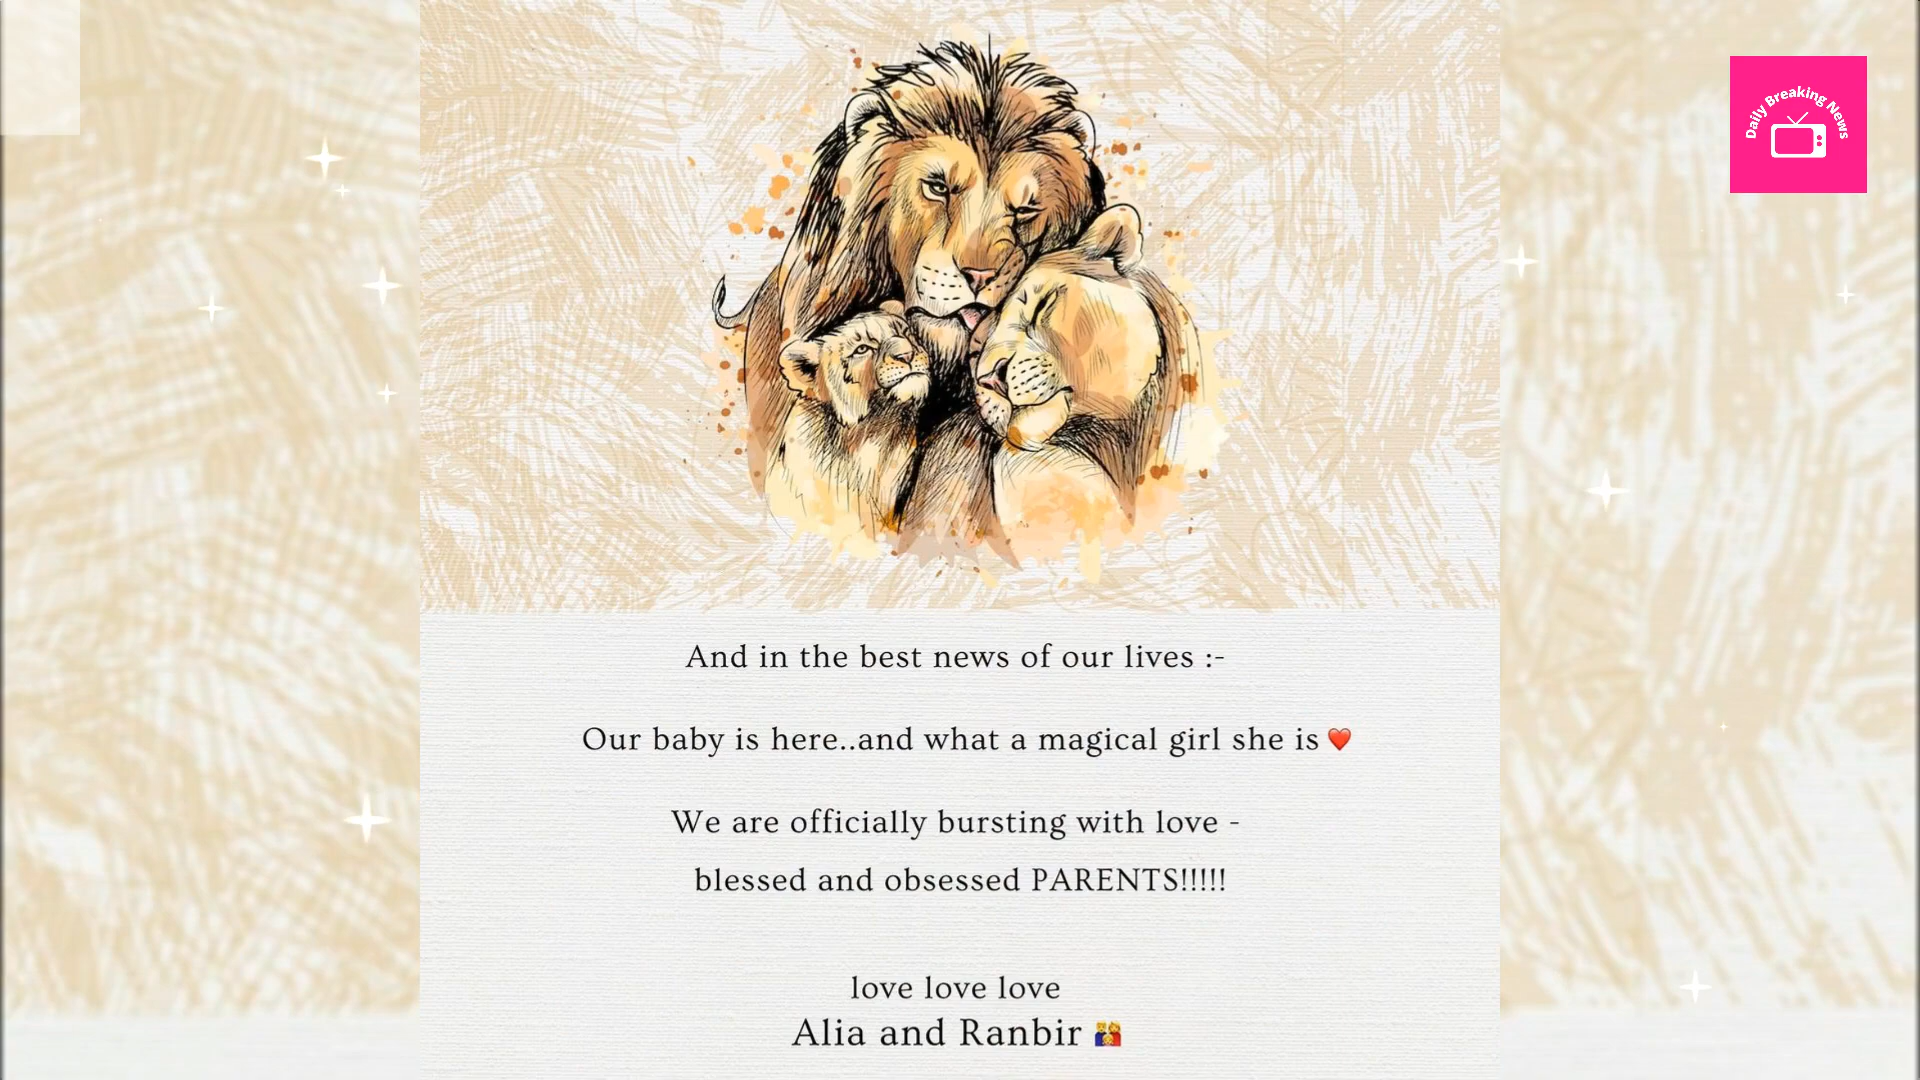 Daily Breaking News
And in the best news of our lives :-
Our baby is here..and what a magical girl she is ❤️
We are officially bursting with love -
blessed and obsessed PARENTS!!!!!
love love love
Alia and Ranbir 👨‍👩‍👧